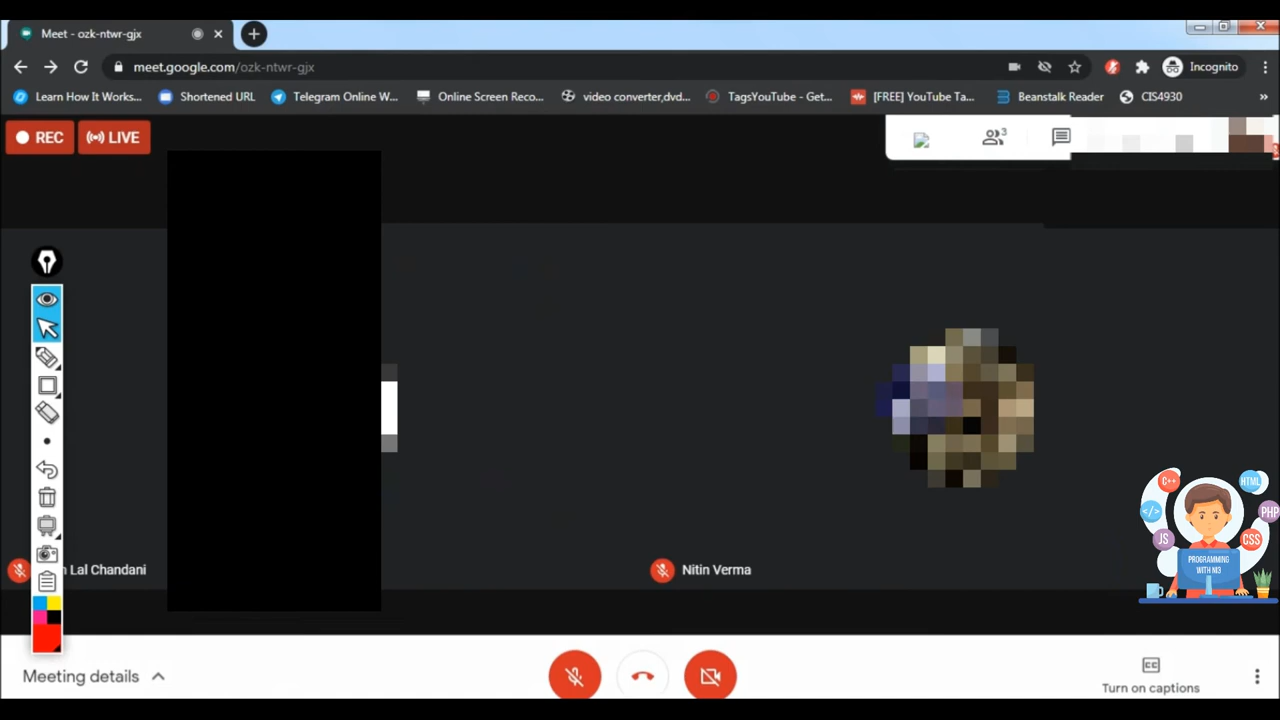 Meet - ozk-ntwr-gjx
meet.google.com/ozk-ntwr-gjx
Incognito
Learn How It Works...
Shortened URL
Telegram Online W...
Online Screen Reco...
video converter,dvd...
TagsYouTube - Get...
[FREE] YouTube Ta...
Beanstalk Reader
CIS4930
»
REC
LIVE
3
C++
HTML
</>
PHP
JS
CSS
PROGRAMMING
WITH NI3
Lal Chandani
Nitin Verma
Meeting details
CC
Turn on captions